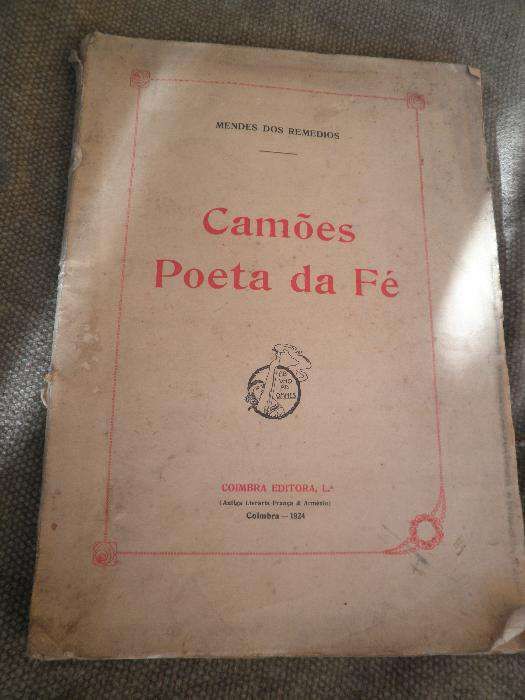 MENDES DOS REMEDIOS
Camões
Poeta da Fé
COIMBRA EDITORA, L.ª
(Antiga Livraria França & Arménio)
Coimbra — 1924